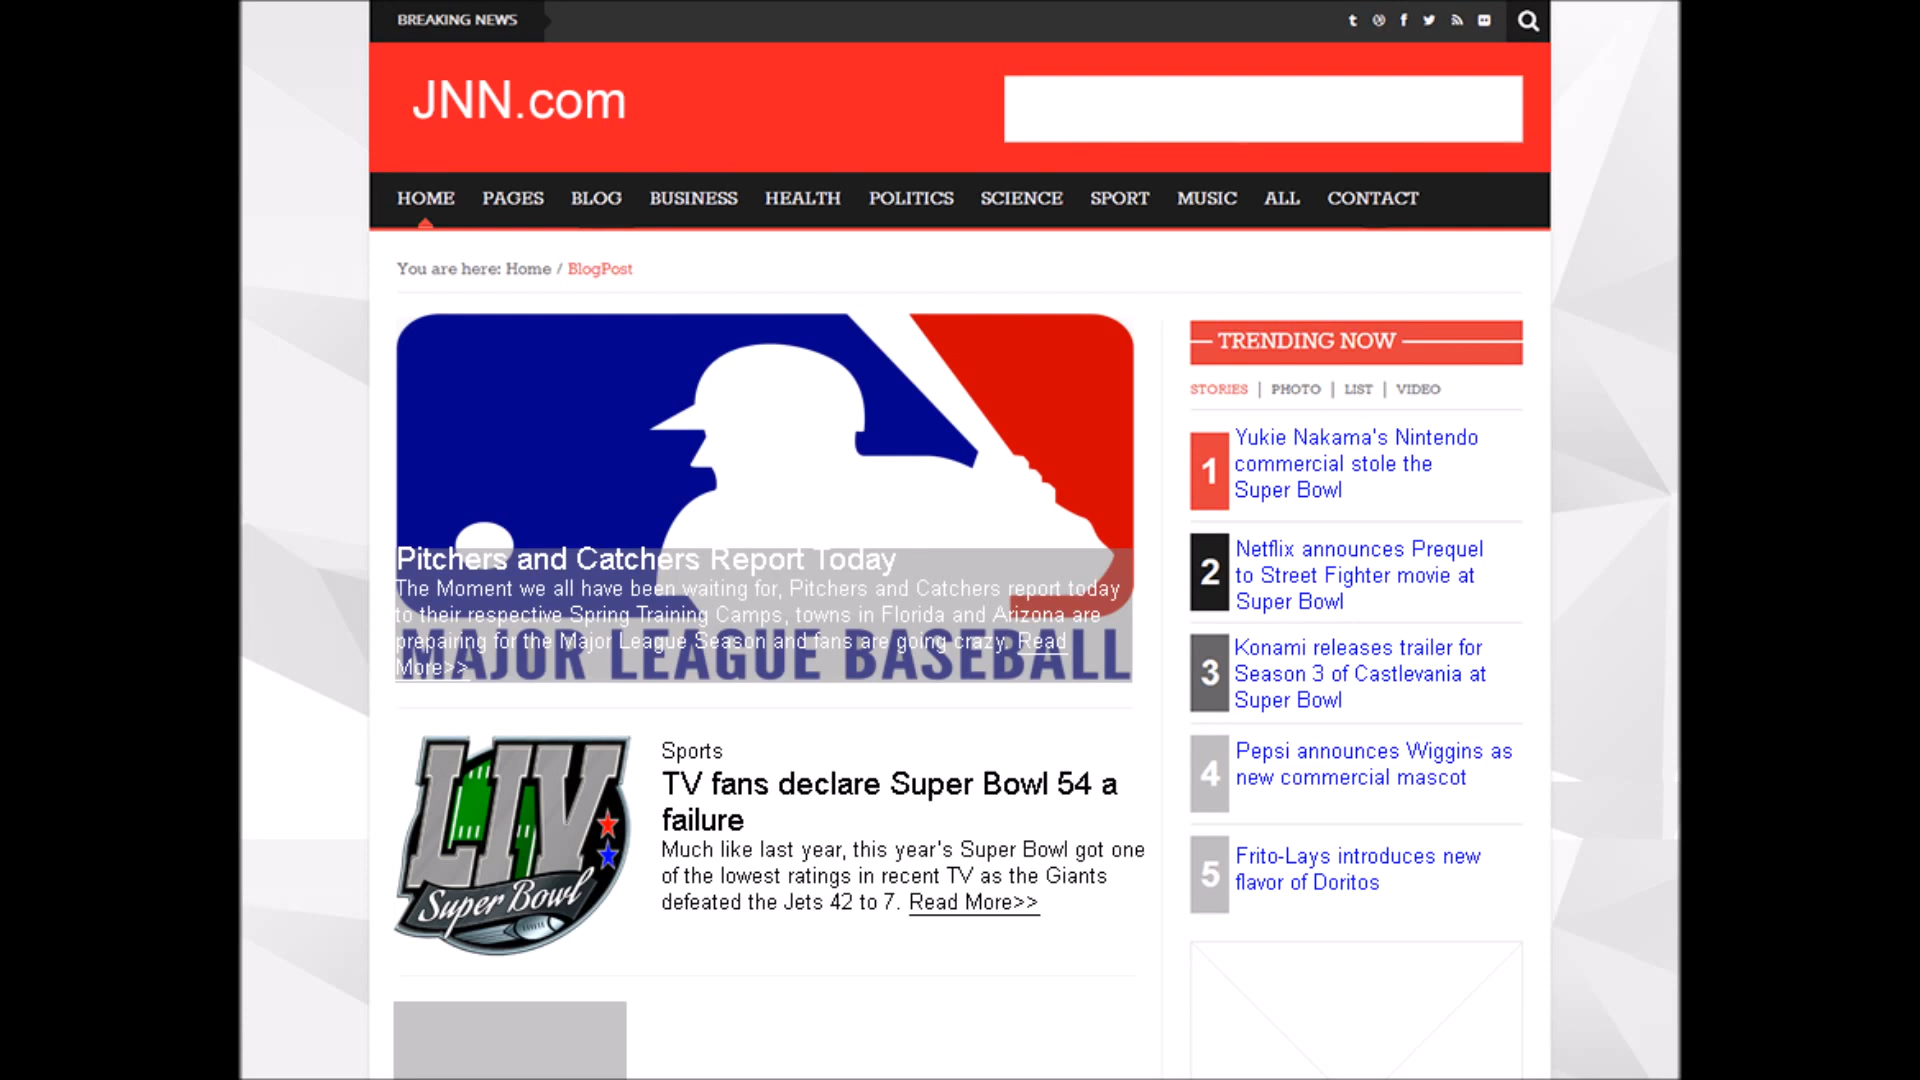 BREAKING NEWS
JNN.com
HOME PAGES BLOG BUSINESS HEALTH POLITICS SCIENCE SPORT MUSIC ALL CONTACT
You are here: Home / BlogPost
Pitchers and Catchers Report Today
The Moment we all have been waiting for, Pitchers and Catchers report today
to their respective Spring Training Camps, towns in Florida and Arizona are
preparing for the Major League Season and fans are going crazy. Read
More>>
MAJOR LEAGUE BASEBALL
LIV
Super Bowl
Sports
TV fans declare Super Bowl 54 a
failure
Much like last year, this year's Super Bowl got one
of the lowest ratings in recent TV as the Giants
defeated the Jets 42 to 7. Read More>>
TRENDING NOW
STORIES | PHOTO | LIST | VIDEO
1
Yukie Nakama's Nintendo
commercial stole the
Super Bowl
2
Netflix announces Prequel
to Street Fighter movie at
Super Bowl
3
Konami releases trailer for
Season 3 of Castlevania at
Super Bowl
4
Pepsi announces Wiggins as
new commercial mascot
5
Frito-Lays introduces new
flavor of Doritos